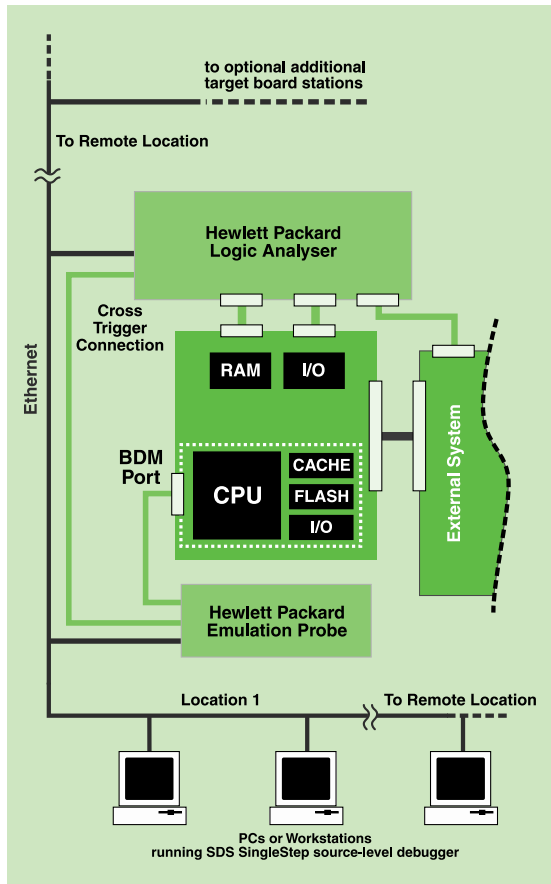 to optional additional
target board stations
To Remote Location
Hewlett Packard
Logic Analyser
Cross
Trigger
Connection
Ethernet
RAM
I/O
BDM
Port
CPU
CACHE
FLASH
I/O
External System
Hewlett Packard
Emulation Probe
Location 1
To Remote Location
PCs or Workstations
running SDS SingleStep source-level debugger